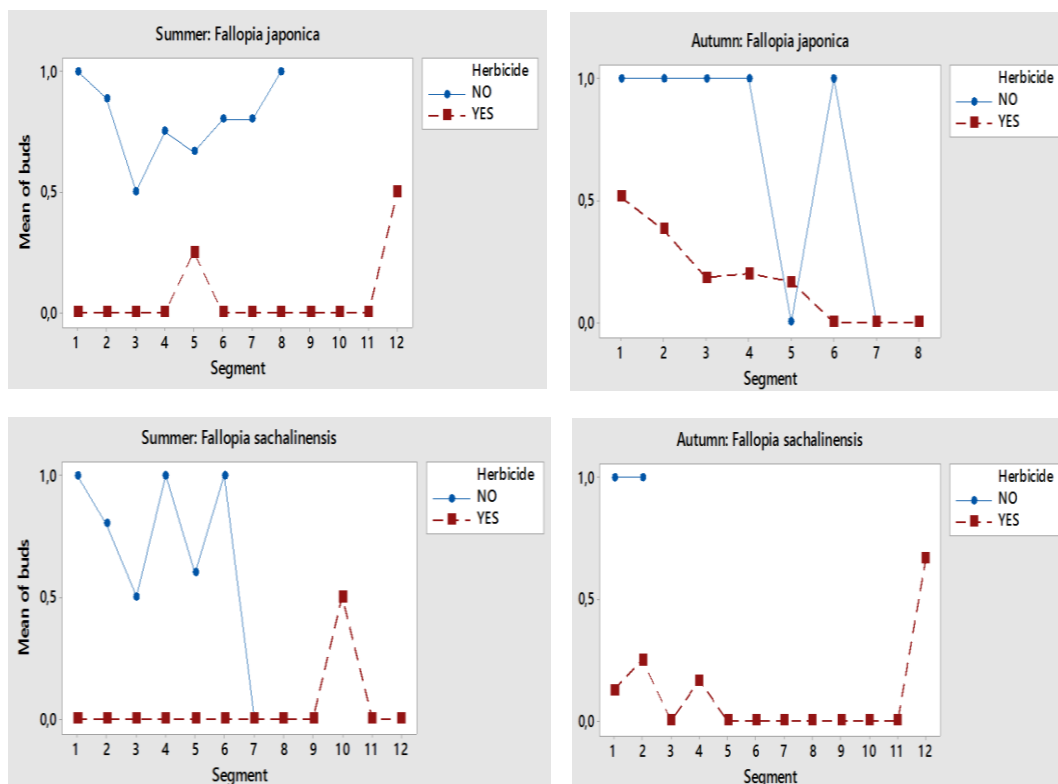 Summer: Fallopia japonica
Herbicide
NO
YES
Mean of buds
1,0
0,5
0,0
1 2 3 4 5 6 7 8 9 10 11 12
Segment
Autumn: Fallopia japonica
Herbicide
NO
YES
1,0
0,5
0,0
1 2 3 4 5 6 7 8
Segment
Summer: Fallopia sachalinensis
Herbicide
NO
YES
Mean of buds
1,0
0,5
0,0
1 2 3 4 5 6 7 8 9 10 11 12
Segment
Autumn: Fallopia sachalinensis
Herbicide
NO
YES
1,0
0,5
0,0
1 2 3 4 5 6 7 8 9 10 11 12
Segment